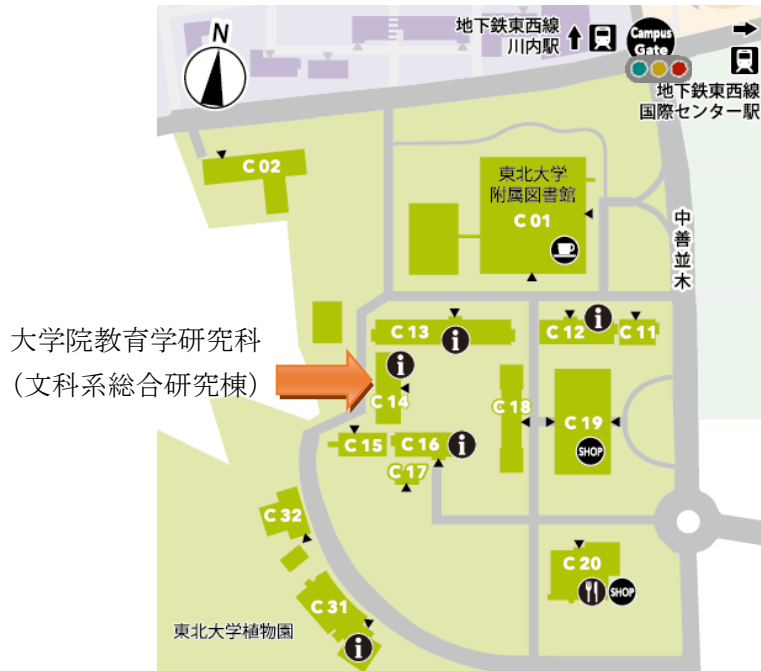 N
地下鉄東西線
川内駅
Campus
Gate
地下鉄東西線
国際センター駅
C 02
東北大学
附属図書館
C 01
中善並木
大学院教育学研究科
（文科系総合研究棟）
C 13
i
C 12
i
C 11
i
C 14
C 18
C 19
SHOP
C 15
C 16
i
C 17
C 32
C 20
SHOP
C 31
i
東北大学植物園